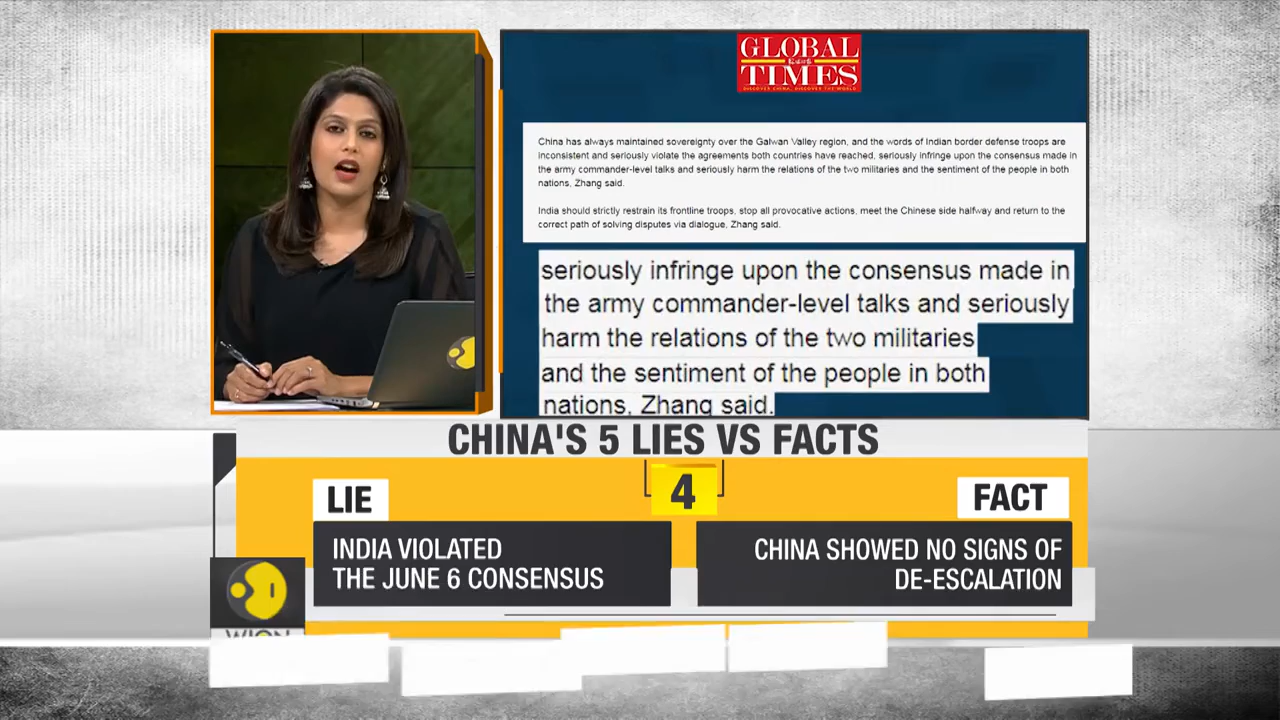 GLOBAL
TIMES
DISCOVER CHINA, DISCOVER THE WORLD
China has always maintained sovereignty over the Galwan Valley region, and the words of Indian border defense troops are
inconsistent and seriously violate the agreements both countries have reached, seriously infringe upon the consensus made in
the army commander-level talks and seriously harm the relations of the two militaries and the sentiment of the people in both
nations, Zhang said.
India should strictly restrain its frontline troops, stop all provocative actions, meet the Chinese side halfway and return to the
correct path of solving disputes via dialogue, Zhang said.
seriously infringe upon the consensus made in
the army commander-level talks and seriously
harm the relations of the two militaries
and the sentiment of the people in both
nations, Zhang said.
CHINA'S 5 LIES VS FACTS
4
LIE
FACT
INDIA VIOLATED
THE JUNE 6 CONSENSUS
CHINA SHOWED NO SIGNS OF
DE-ESCALATION
WION